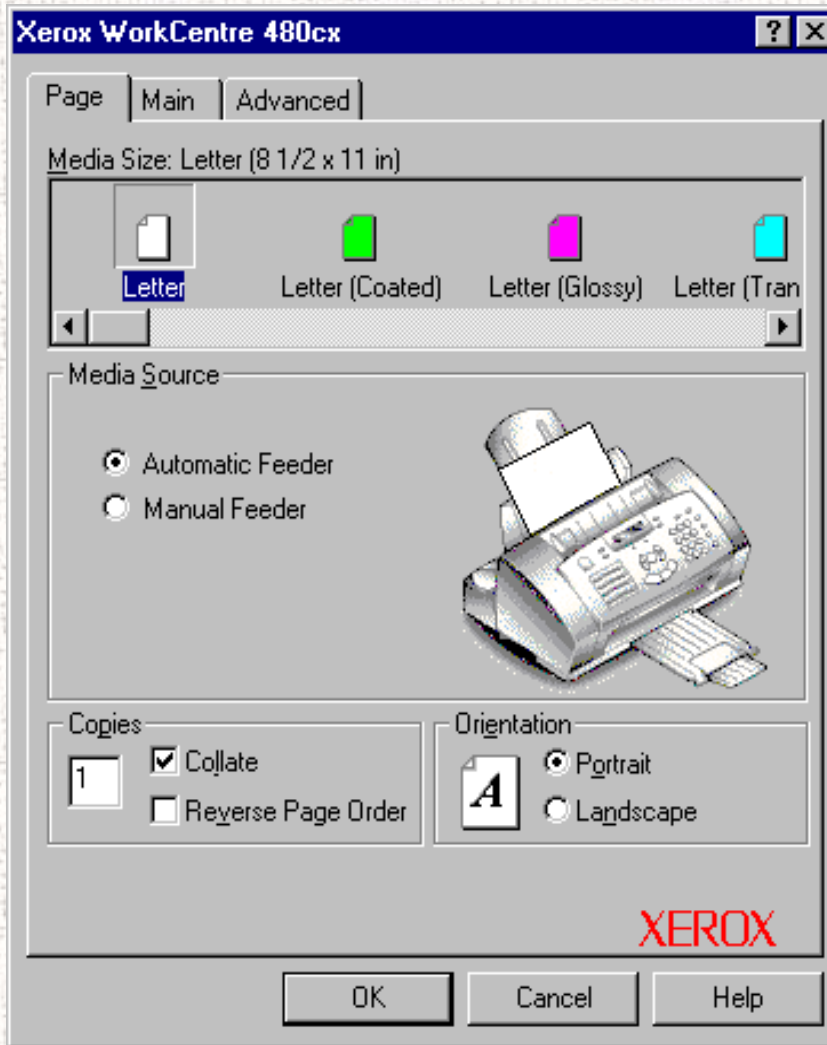 Xerox WorkCentre 480cx
Page Main Advanced
Media Size: Letter (8 1/2 x 11 in)
Letter Letter (Coated) Letter (Glossy) Letter (Tran
Media Source
Automatic Feeder
Manual Feeder
Copies Orientation
1 Collate A Portrait
Reverse Page Order Landscape
XEROX
OK Cancel Help